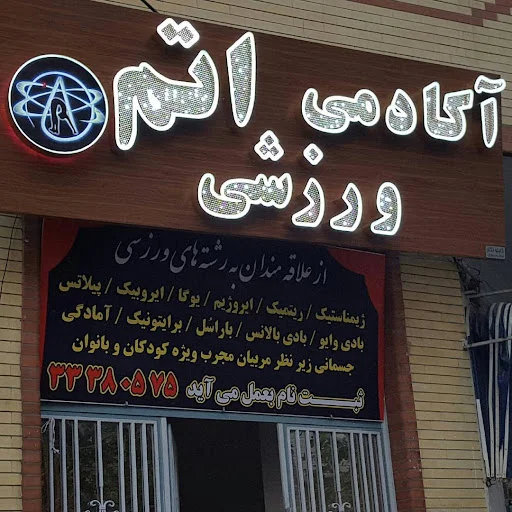 آکادمی اتم
ورزشی
از علاقه مندان به رشته های ورزشی
ژیمناستیک / ریتمیک / ایروژیم / یوگا / ایروبیک / پیلاتس
بادی وایو / بادی بالانس / باراسُل / برایتونیک / آمادگی
جسمانی زیر نظر مربیان مجرب ویژه کودکان و بانوان
ثبت نام بعمل می آید ۳۳۳۸۰۵۷۵